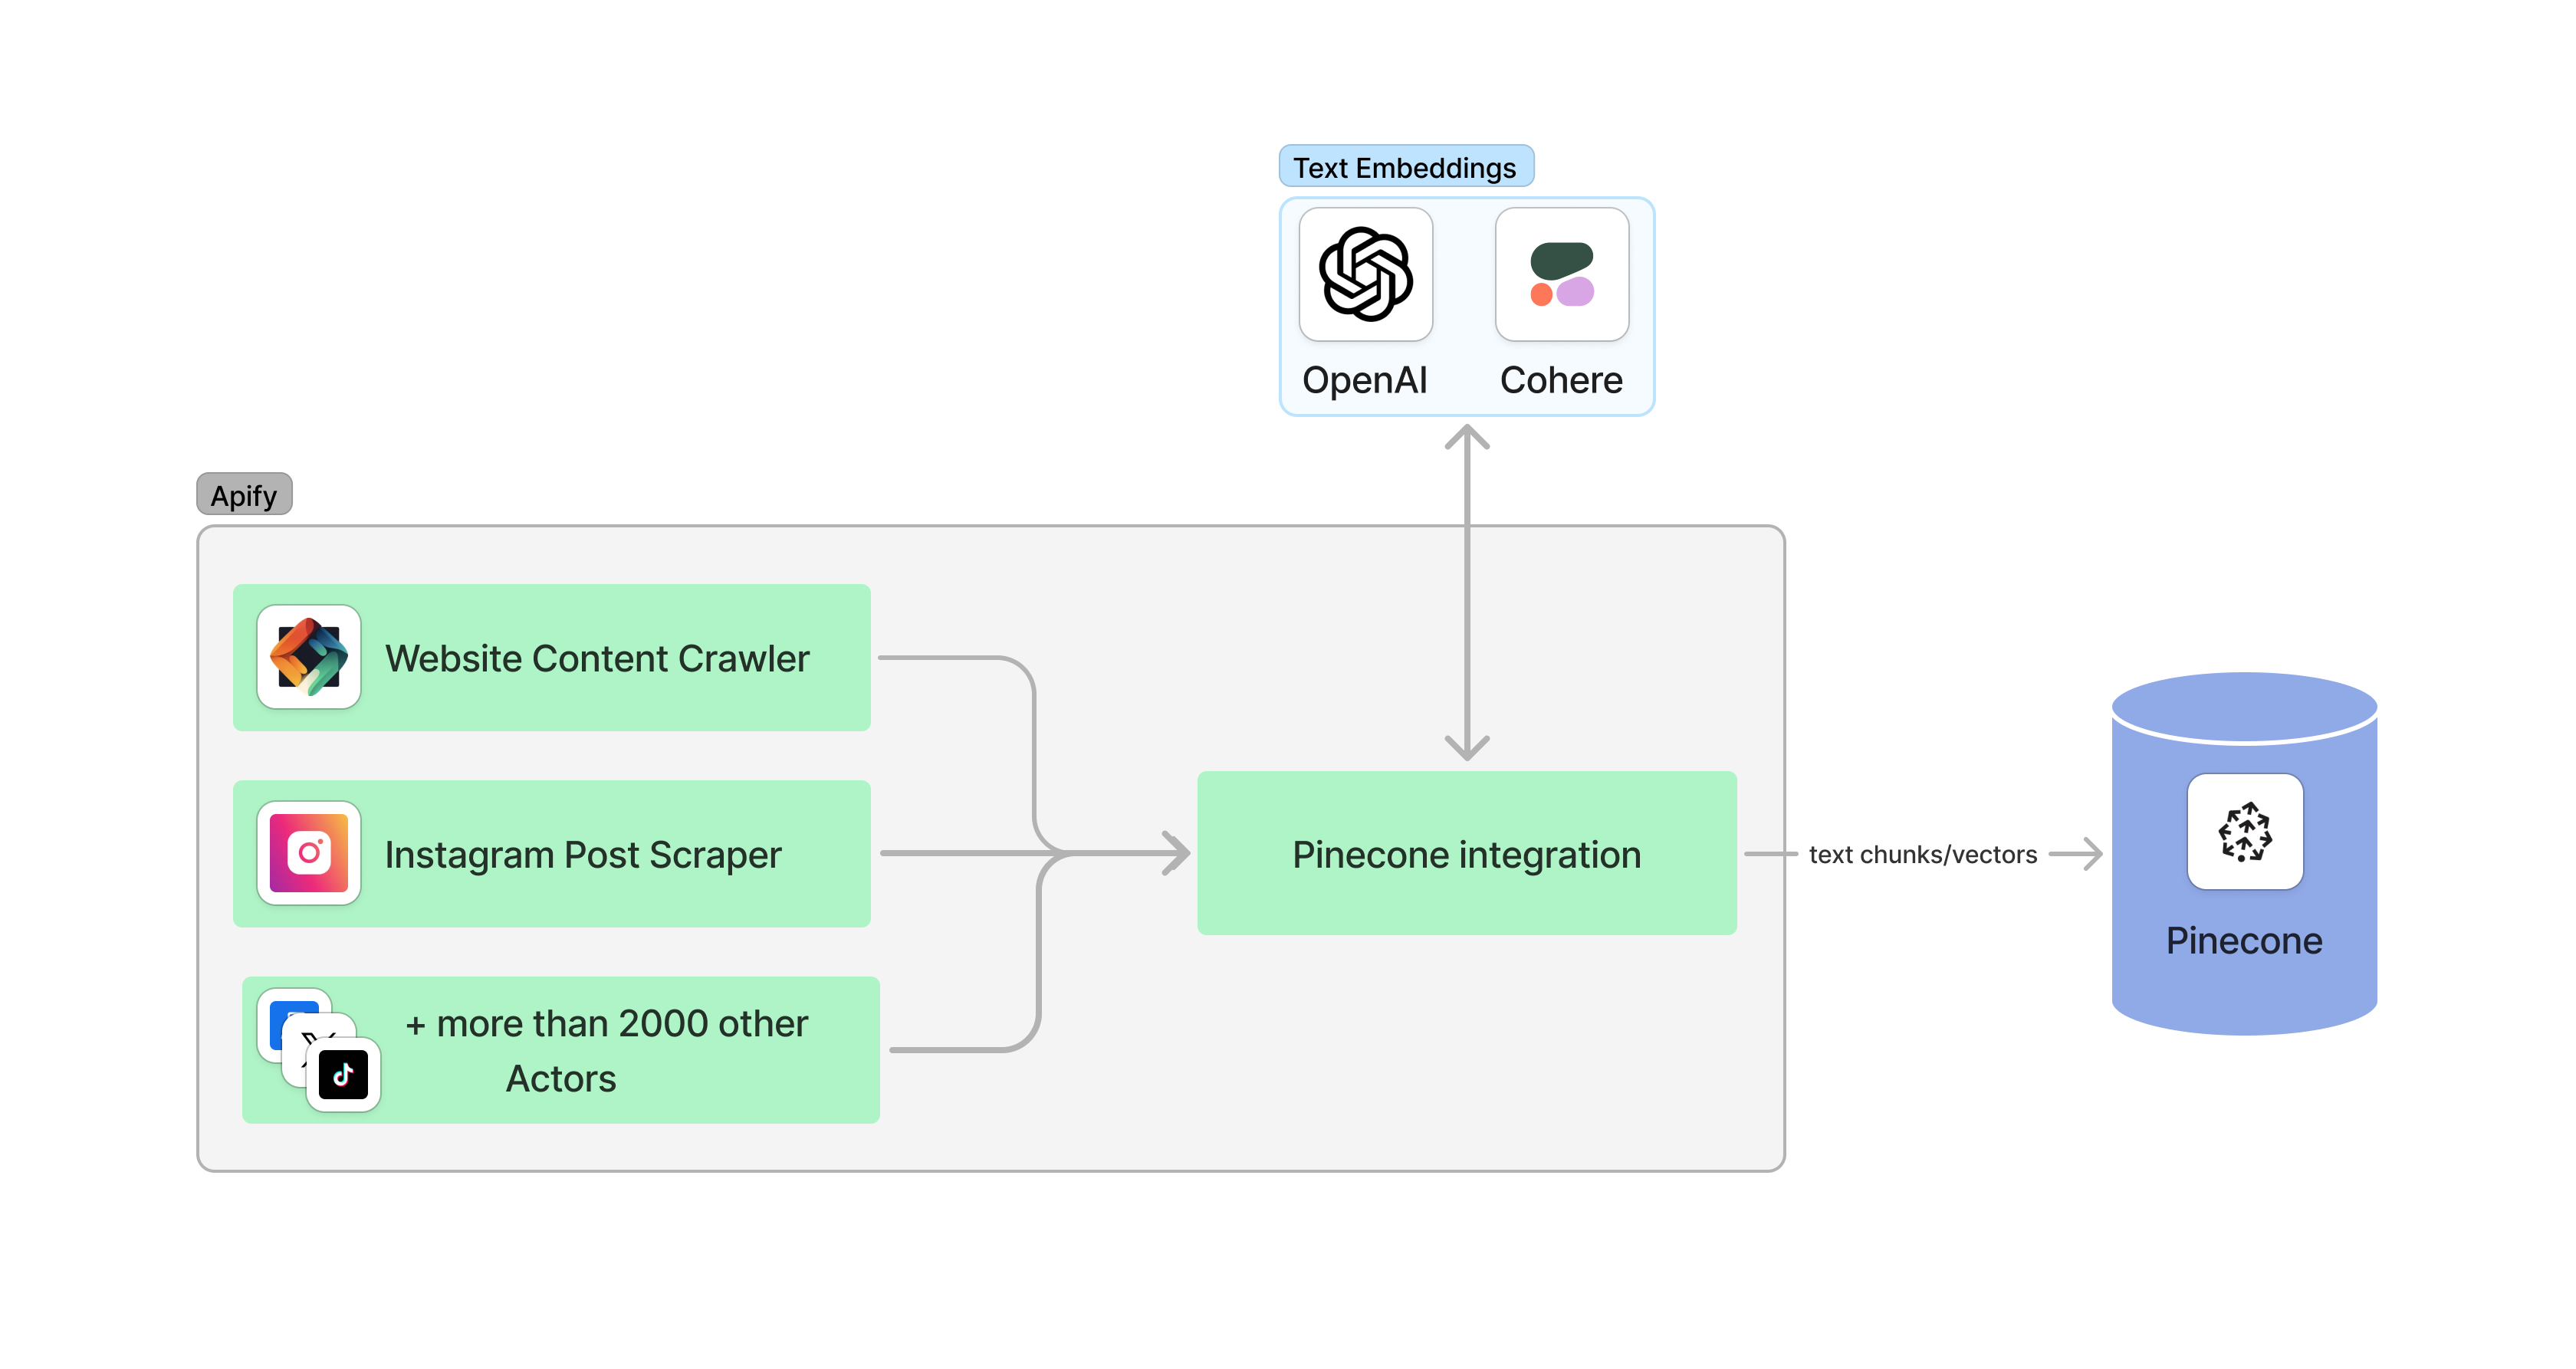 Text Embeddings
OpenAI
Cohere
Apify
Website Content Crawler
Instagram Post Scraper
+ more than 2000 other
Actors
Pinecone integration
text chunks/vectors
Pinecone